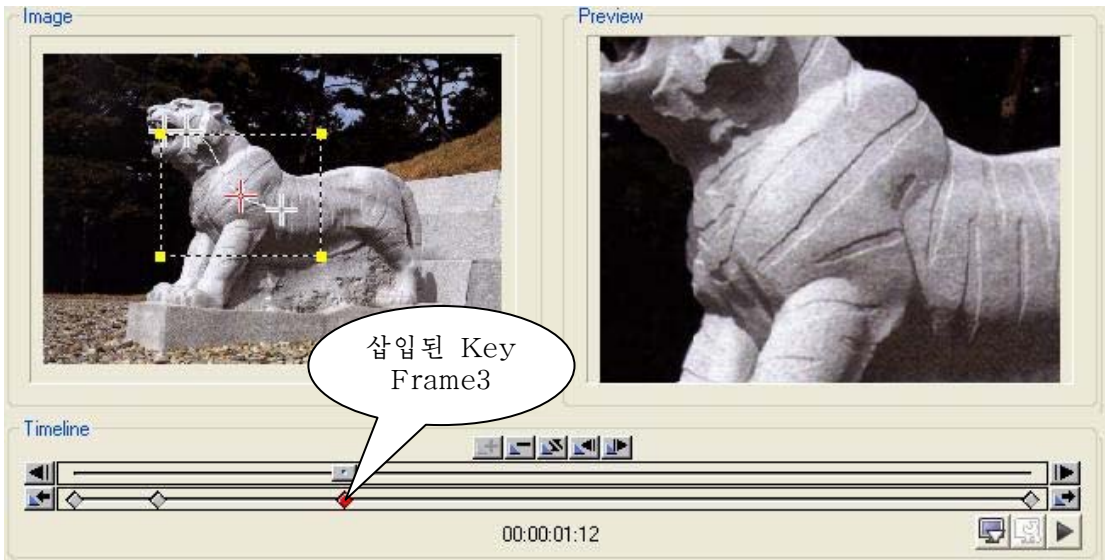 Image
Preview
삽입된 Key
Frame3
Timeline
00:00:01:12